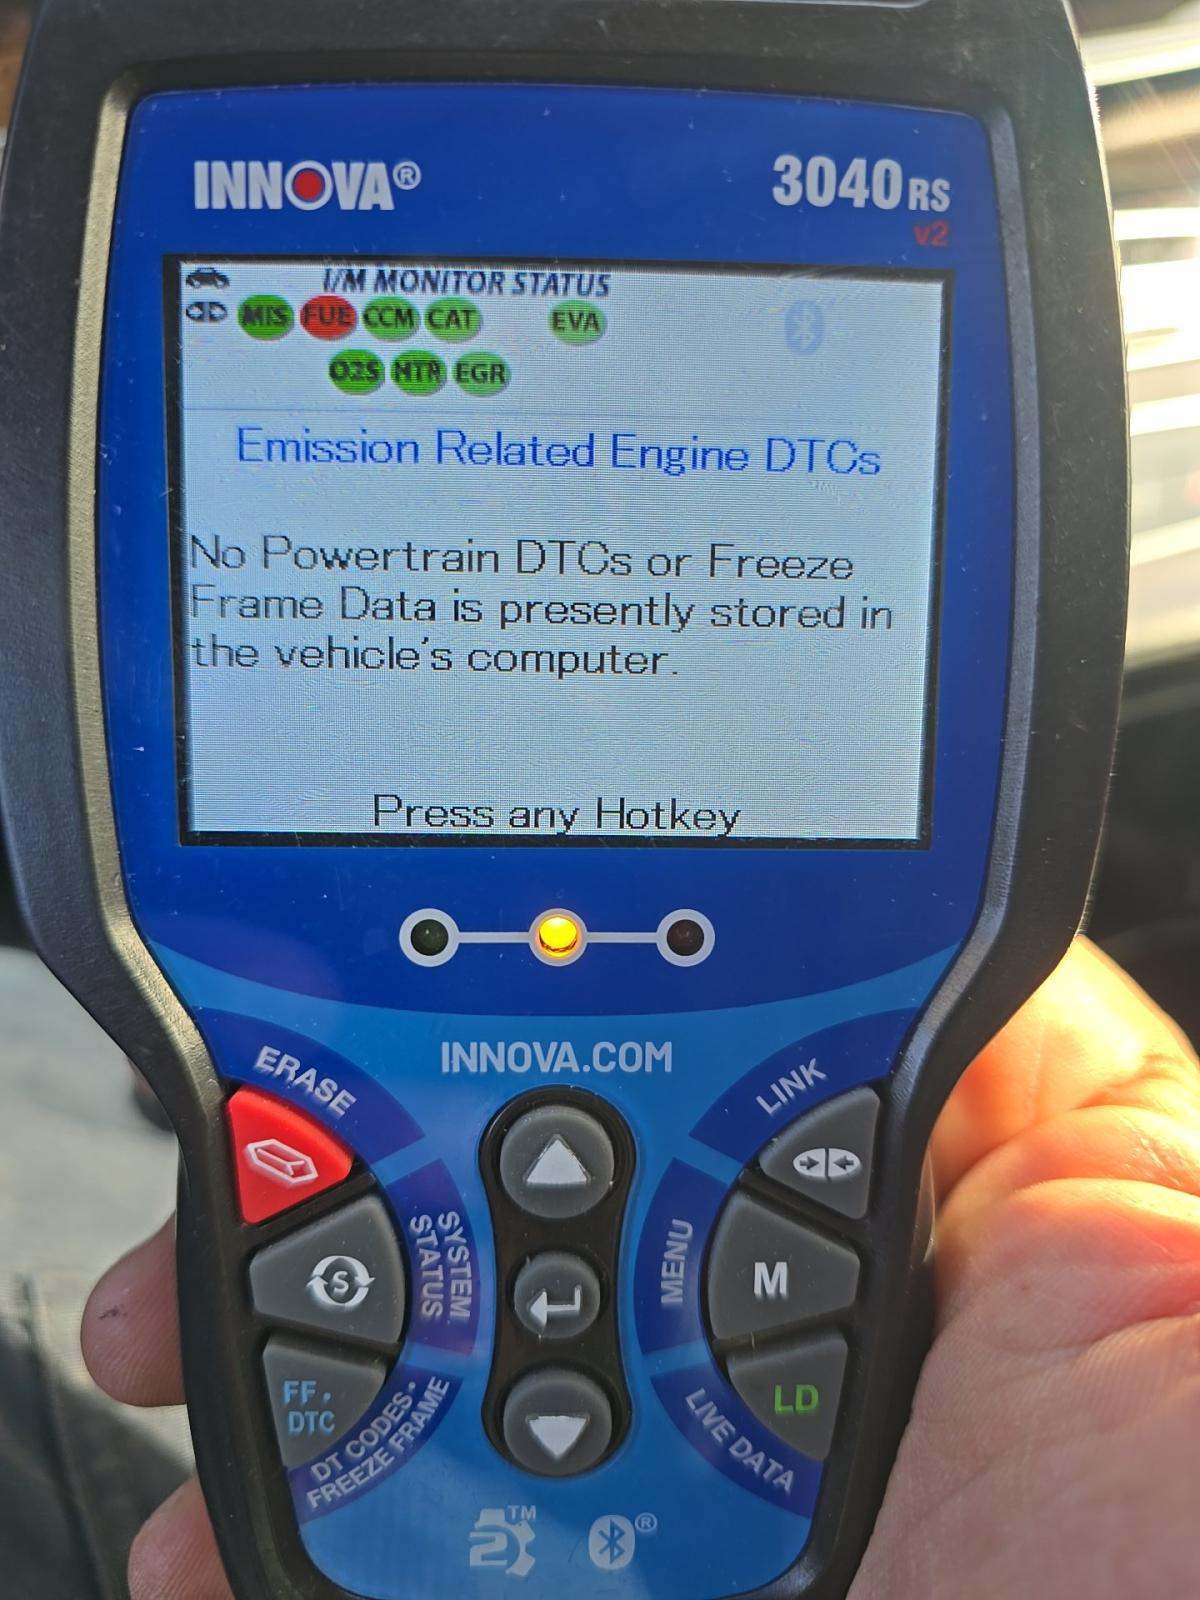 INNOVA®
3040RS
v2
I/M MONITOR STATUS
MIS FUE CCM CAT EVA
O2S HTR EGR
Emission Related Engine DTCs
No Powertrain DTCs or Freeze
Frame Data is presently stored in
the vehicle's computer.
Press any Hotkey
INNOVA.COM
ERASE
LINK
S
SYSTEM
STATUS
MENU
M
FF.
DTC
DT CODES•
FREEZE FRAME
LIVE DATA
LD
2 TM
®